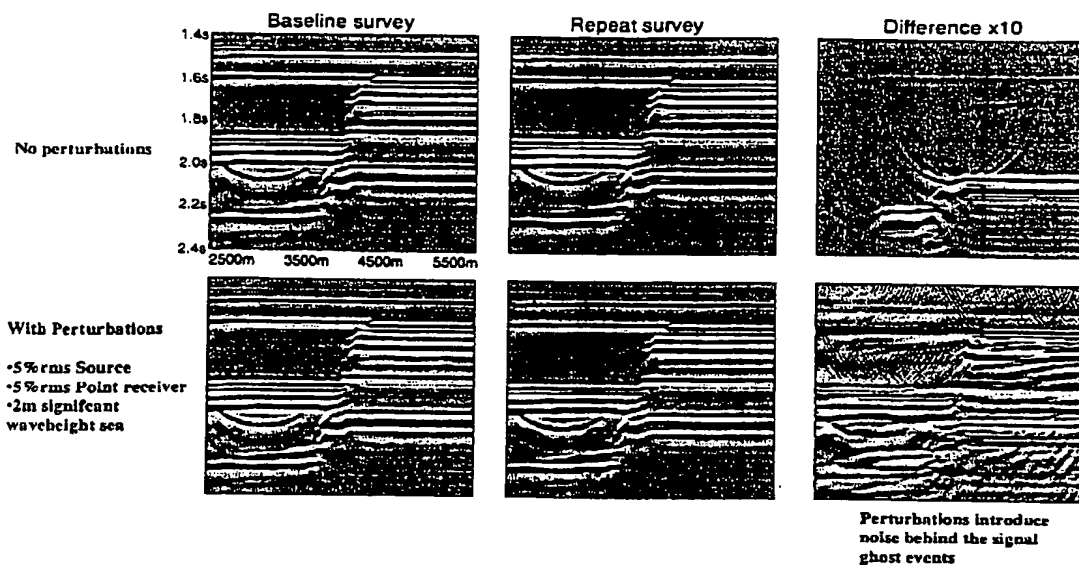 Baseline survey
Repeat survey
Difference x10
1.4s
1.6s
1.8s
2.0s
2.2s
2.4s
No perturbations
2500m 3500m 4500m 5500m
With Perturbations
•5%rms Source
•5%rms Point receiver
•2m signifcant
waveheight sea
Perturbations introduce
noise behind the signal
ghost events